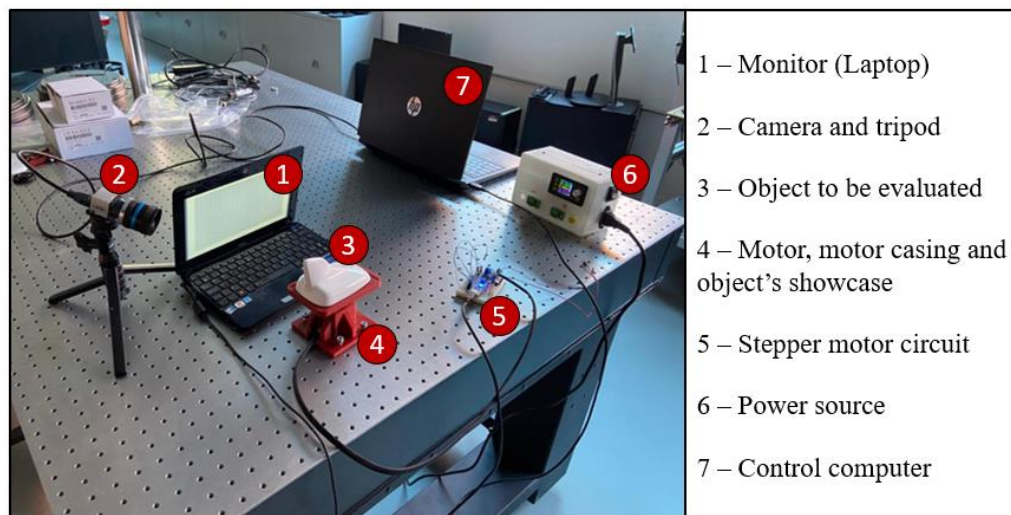 1
2
3
4
5
6
7
hp
1 – Monitor (Laptop)
2 – Camera and tripod
3 – Object to be evaluated
4 – Motor, motor casing and
object's showcase
5 – Stepper motor circuit
6 – Power source
7 – Control computer